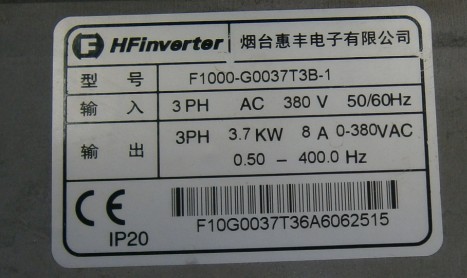 HFinverter 烟台惠丰电子有限公司
型 号 F1000-G0037T3B-1
输 入 3PH AC 380 V 50/60Hz
输 出 3PH 3.7KW 8 A 0-380VAC
0.50 – 400.0 Hz
CE
IP20
F10G0037T36A6062515